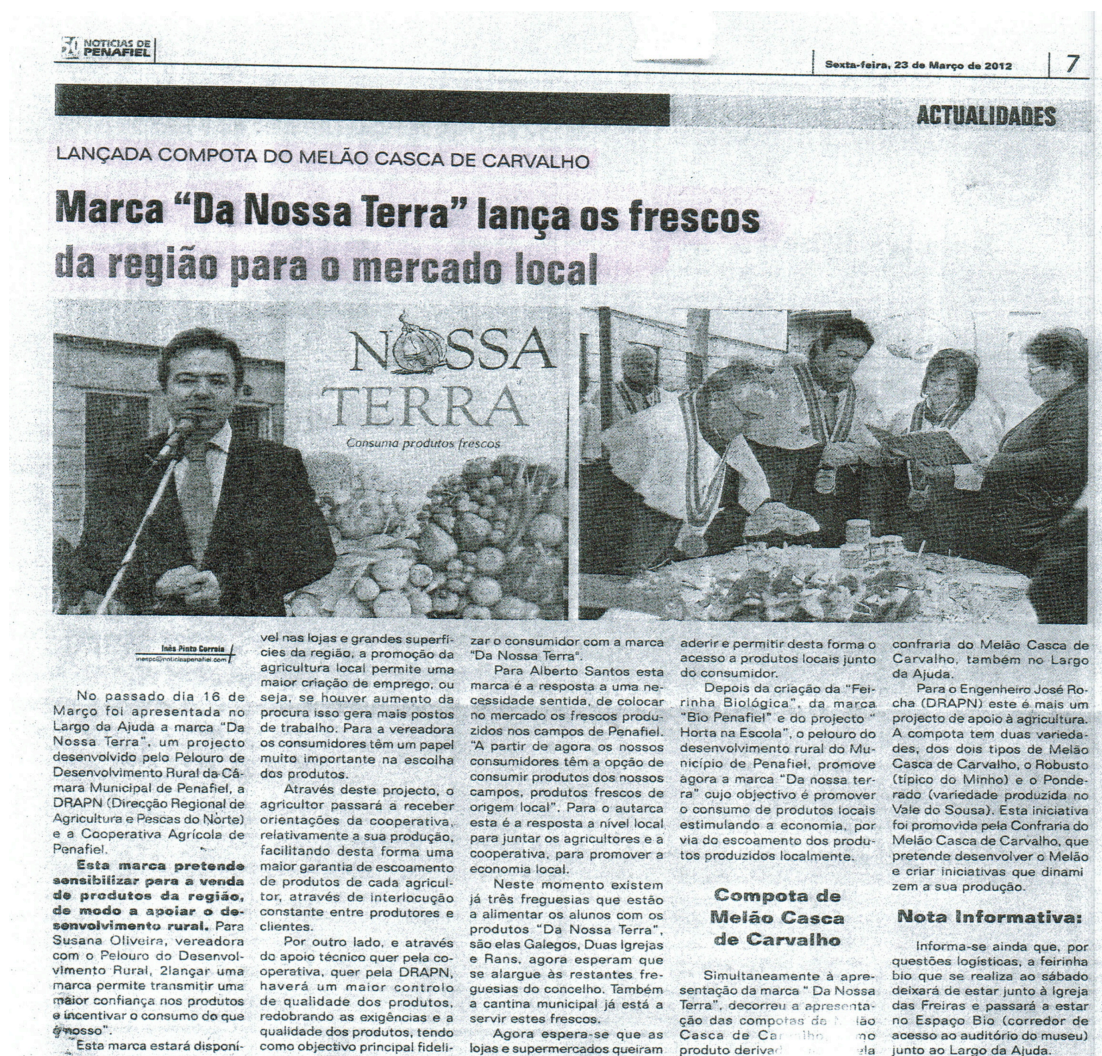 50 NOTICIAS DE
PENAFIEL
Sexta-feira, 23 de Março de 2012
7
ACTUALIDADES
LANÇADA COMPOTA DO MELÃO CASCA DE CARVALHO
Marca “Da Nossa Terra” lança os frescos
da região para o mercado local
NOSSA
TERRA
Consuma produtos frescos
Inês Pinto Correia
No passado dia 16 de
Março foi apresentada no
Largo da Ajuda a marca "Da
Nossa Terra", um projecto
desenvolvido pelo Pelouro de
Desenvolvimento Rural da Câ-
mara Municipal de Penafiel, a
DRAPN (Direcção Regional de
Agricultura e Pescas do Norte)
e a Cooperativa Agrícola de
Penafiel.
Esta marca pretende
sensibilizar para a venda
de produtos da região,
de modo a apoiar o de-
senvolvimento rural. Para
Susana Oliveira, vereadora
com o Pelouro do Desenvol-
vimento Rural, 2lançar uma
marca permite transmitir uma
maior confiança nos produtos
e incentivar o consumo do que
é nosso".
Esta marca estará disponí-
vel nas lojas e grandes superfí-
cies da região, a promoção da
agricultura local permite uma
maior criação de emprego, ou
seja, se houver aumento da
procura isso gera mais postos
de trabalho. Para a vereadora
os consumidores têm um papel
muito importante na escolha
dos produtos.
Através deste projecto, o
agricultor passará a receber
orientações da cooperativa,
relativamente a sua produção,
facilitando desta forma uma
maior garantia de escoamento
de produtos de cada agricul-
tor, através de interlocução
constante entre produtores e
clientes.
Por outro lado, e através
do apoio técnico quer pela co-
operativa, quer pela DRAPN,
haverá um maior controlo
de qualidade dos produtos,
redobrando as exigências e a
qualidade dos produtos, tendo
como objectivo principal fideli-
zar o consumidor com a marca
"Da Nossa Terra".
Para Alberto Santos esta
marca é a resposta a uma ne-
cessidade sentida, de colocar
no mercado os frescos produ-
zidos nos campos de Penafiel.
"A partir de agora os nossos
consumidores têm a opção de
consumir produtos dos nossos
campos, produtos frescos de
origem local". Para o autarca
esta é a resposta a nível local
para juntar os agricultores e a
cooperativa, para promover a
economia local.
Neste momento existem
já três freguesias que estão
a alimentar os alunos com os
produtos "Da Nossa Terra",
são elas Galegos, Duas Igrejas
e Rans, agora esperam que
se alargue às restantes fre-
guesias do concelho. Também
a cantina municipal já está a
servir estes frescos.
Agora espera-se que as
lojas e supermercados queiram
aderir e permitir desta forma o
acesso a produtos locais junto
do consumidor.
Depois da criação da "Fei-
rinha Biológica", da marca
"Bio Penafiel" e do projecto "
Horta na Escola", o pelouro do
desenvolvimento rural do Mu-
nicípio de Penafiel, promove
agora a marca "Da nossa ter-
ra" cujo objectivo é promover
o consumo de produtos locais
estimulando a economia, por
via do escoamento dos produ-
tos produzidos localmente.
Compota de
Melão Casca
de Carvalho
Simultaneamente à apre-
sentação da marca " Da Nossa
Terra", decorreu a apresenta-
ção das compotas
Casca de
produto
confraria do Melão Casca de
Carvalho, também no Largo
da Ajuda.
Para o Engenheiro José Ro-
cha (DRAPN) este é mais um
projecto de apoio à agricultura.
A compota tem duas varieda-
des, dos dois tipos de Melão
Casca de Carvalho, o Robusto
(típico do Minho) e o Ponde-
rado (variedade produzida no
Vale do Sousa). Esta iniciativa
foi promovida pela Confraria do
Melão Casca de Carvalho, que
pretende desenvolver o Melão
e criar iniciativas que dinami
zem a sua produção.
Nota Informativa:
Informa-se ainda que, por
questões logísticas, a feirinha
bio que se realiza ao sábado
deixará de estar junto à Igreja
das Freiras e passará a estar
no Espaço Bio (corredor de
acesso ao auditório do museu)
junto ao Largo da Ajuda.